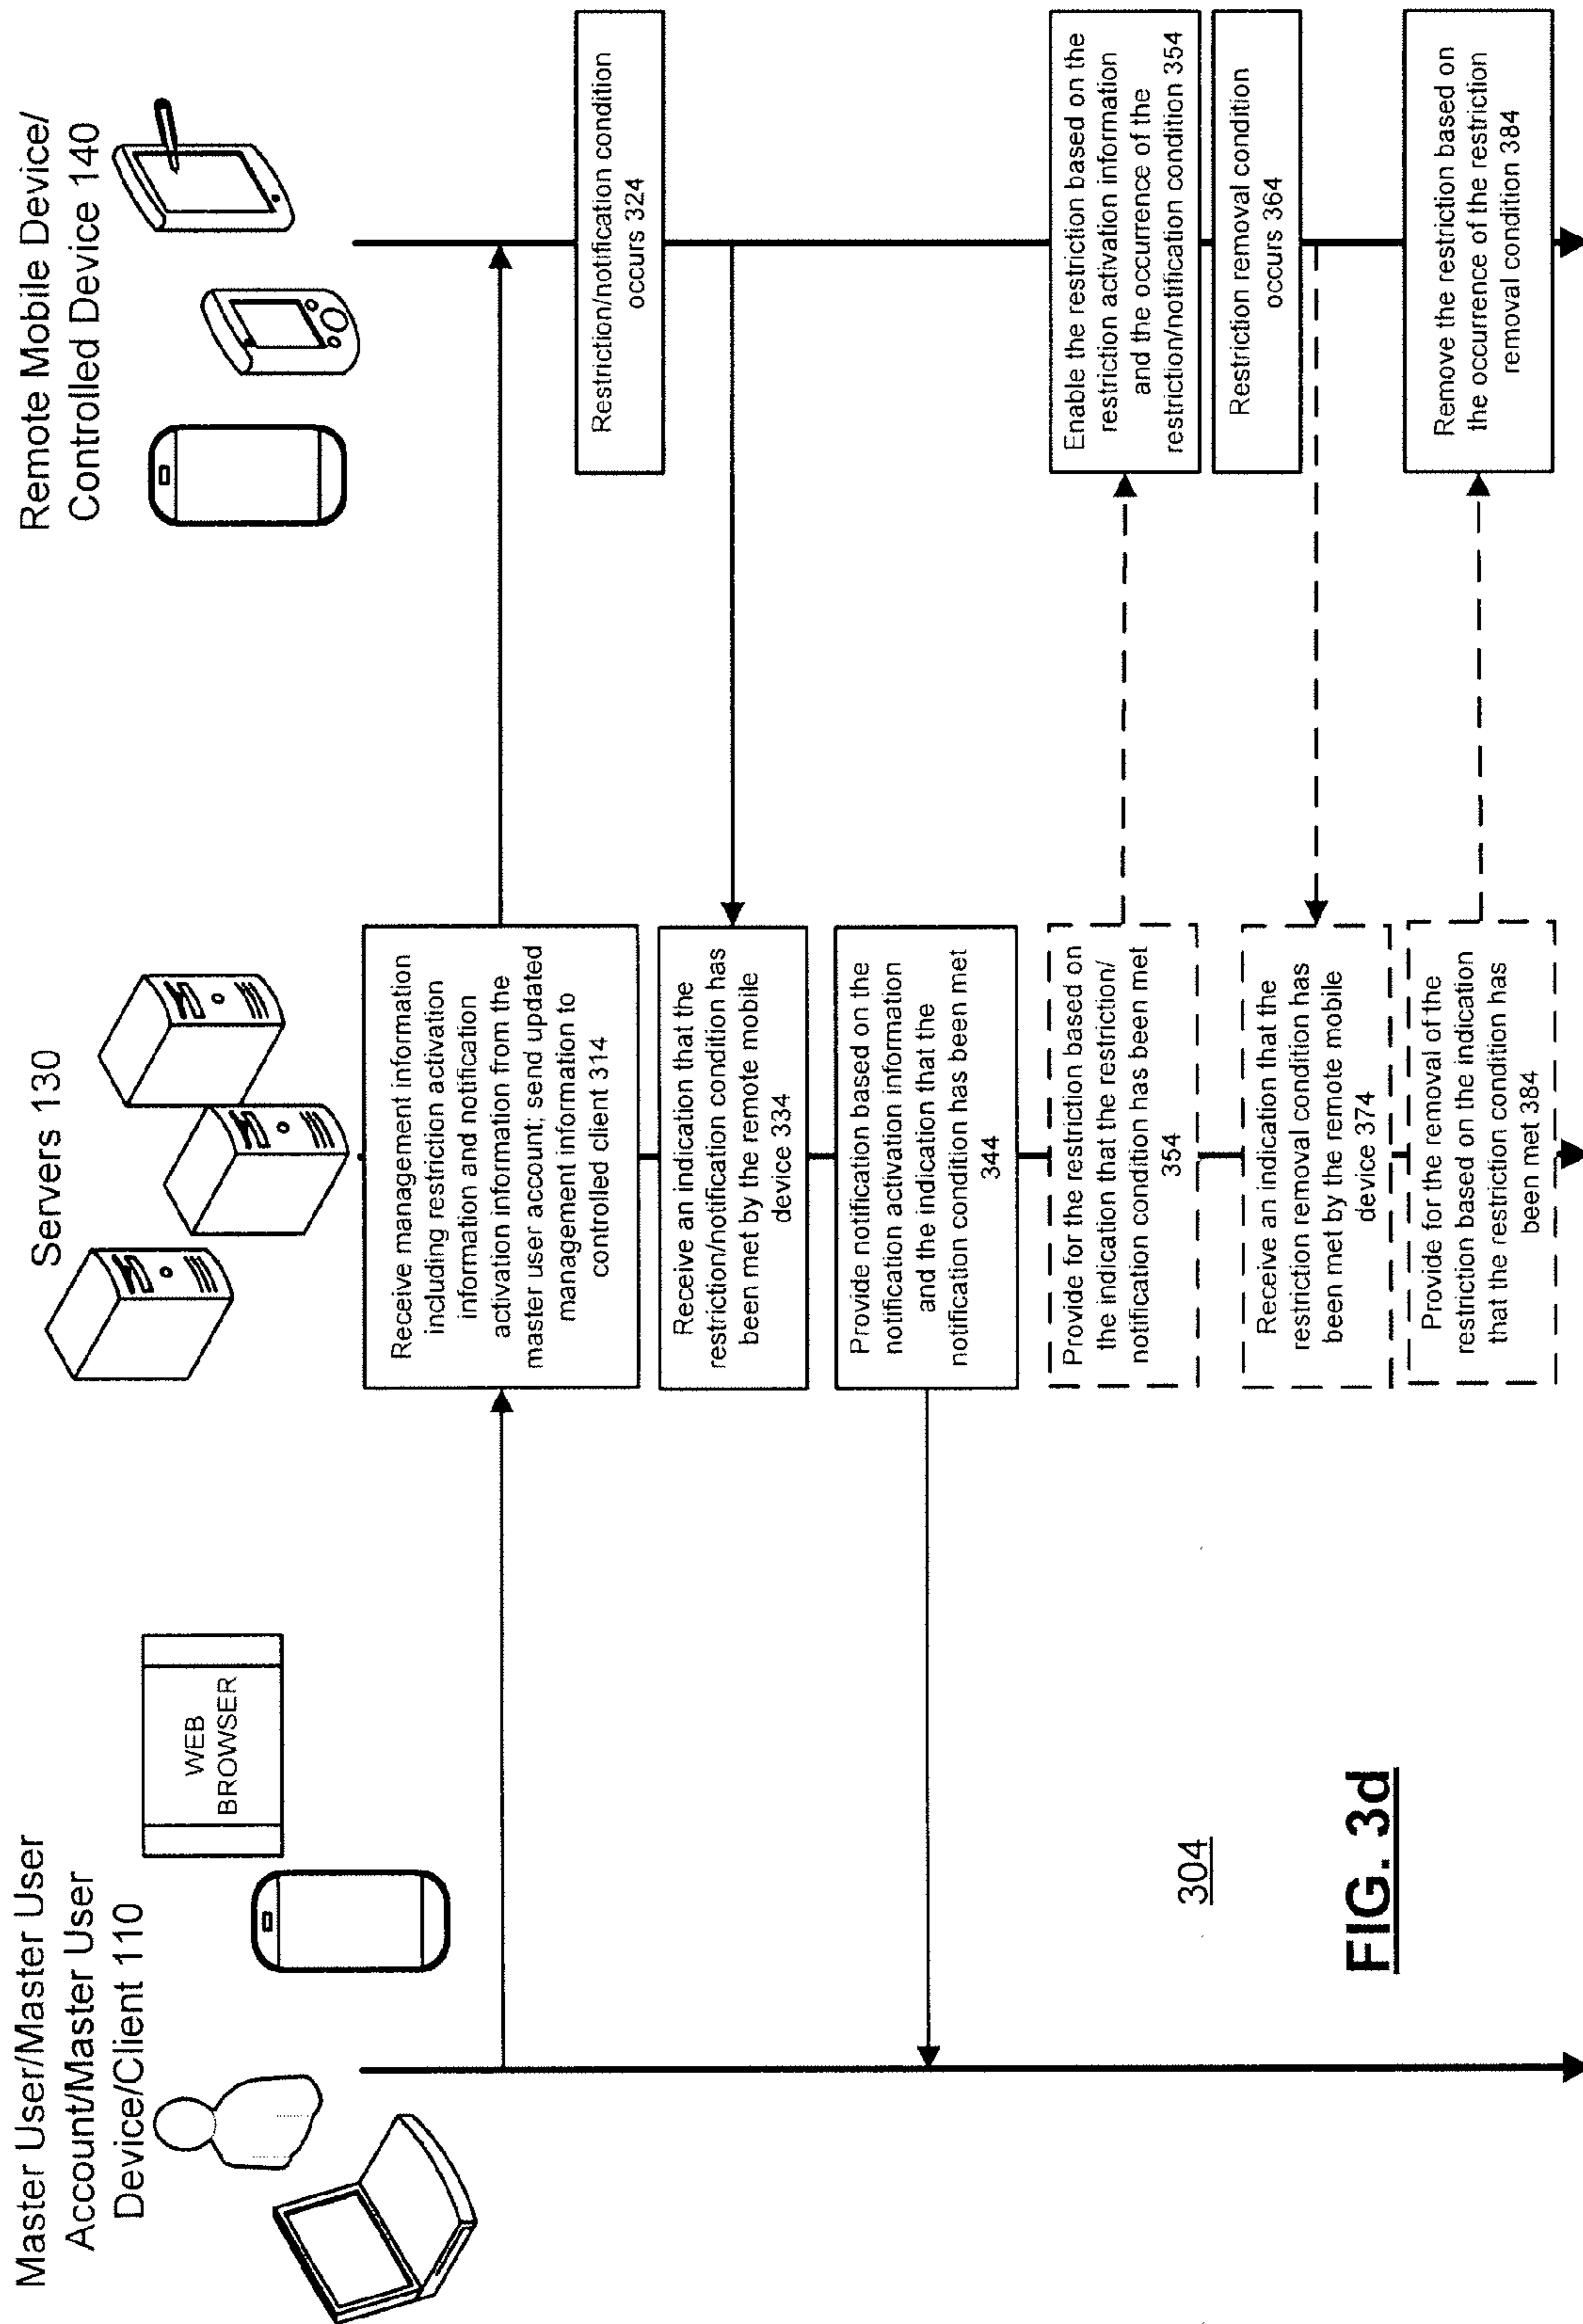 Master User/Master User
Account/Master User
Device/Client 110
WEB
BROWSER
Servers 130
Remote Mobile Device/
Controlled Device 140
Receive management information
including restriction activation
information and notification
activation information from the
master user account; send updated
management information to
controlled client 314
Restriction/notification condition
occurs 324
Receive an indication that the
restriction/notification condition has
been met by the remote mobile
device 334
Provide notification based on the
notification activation information
and the indication that the
notification condition has been met
344
Provide for the restriction based on
the indication that the restriction/
notification condition has been met
354
Enable the restriction based on the
restriction activation information
and the occurrence of the
restriction/notification condition 354
Restriction removal condition
occurs 364
Receive an indication that the
restriction removal condition has
been met by the remote mobile
device 374
Provide for the removal of the
restriction based on the indication
that the restriction condition has
been met 384
Remove the restriction based on
the occurrence of the restriction
removal condition 384
304
FIG. 3d